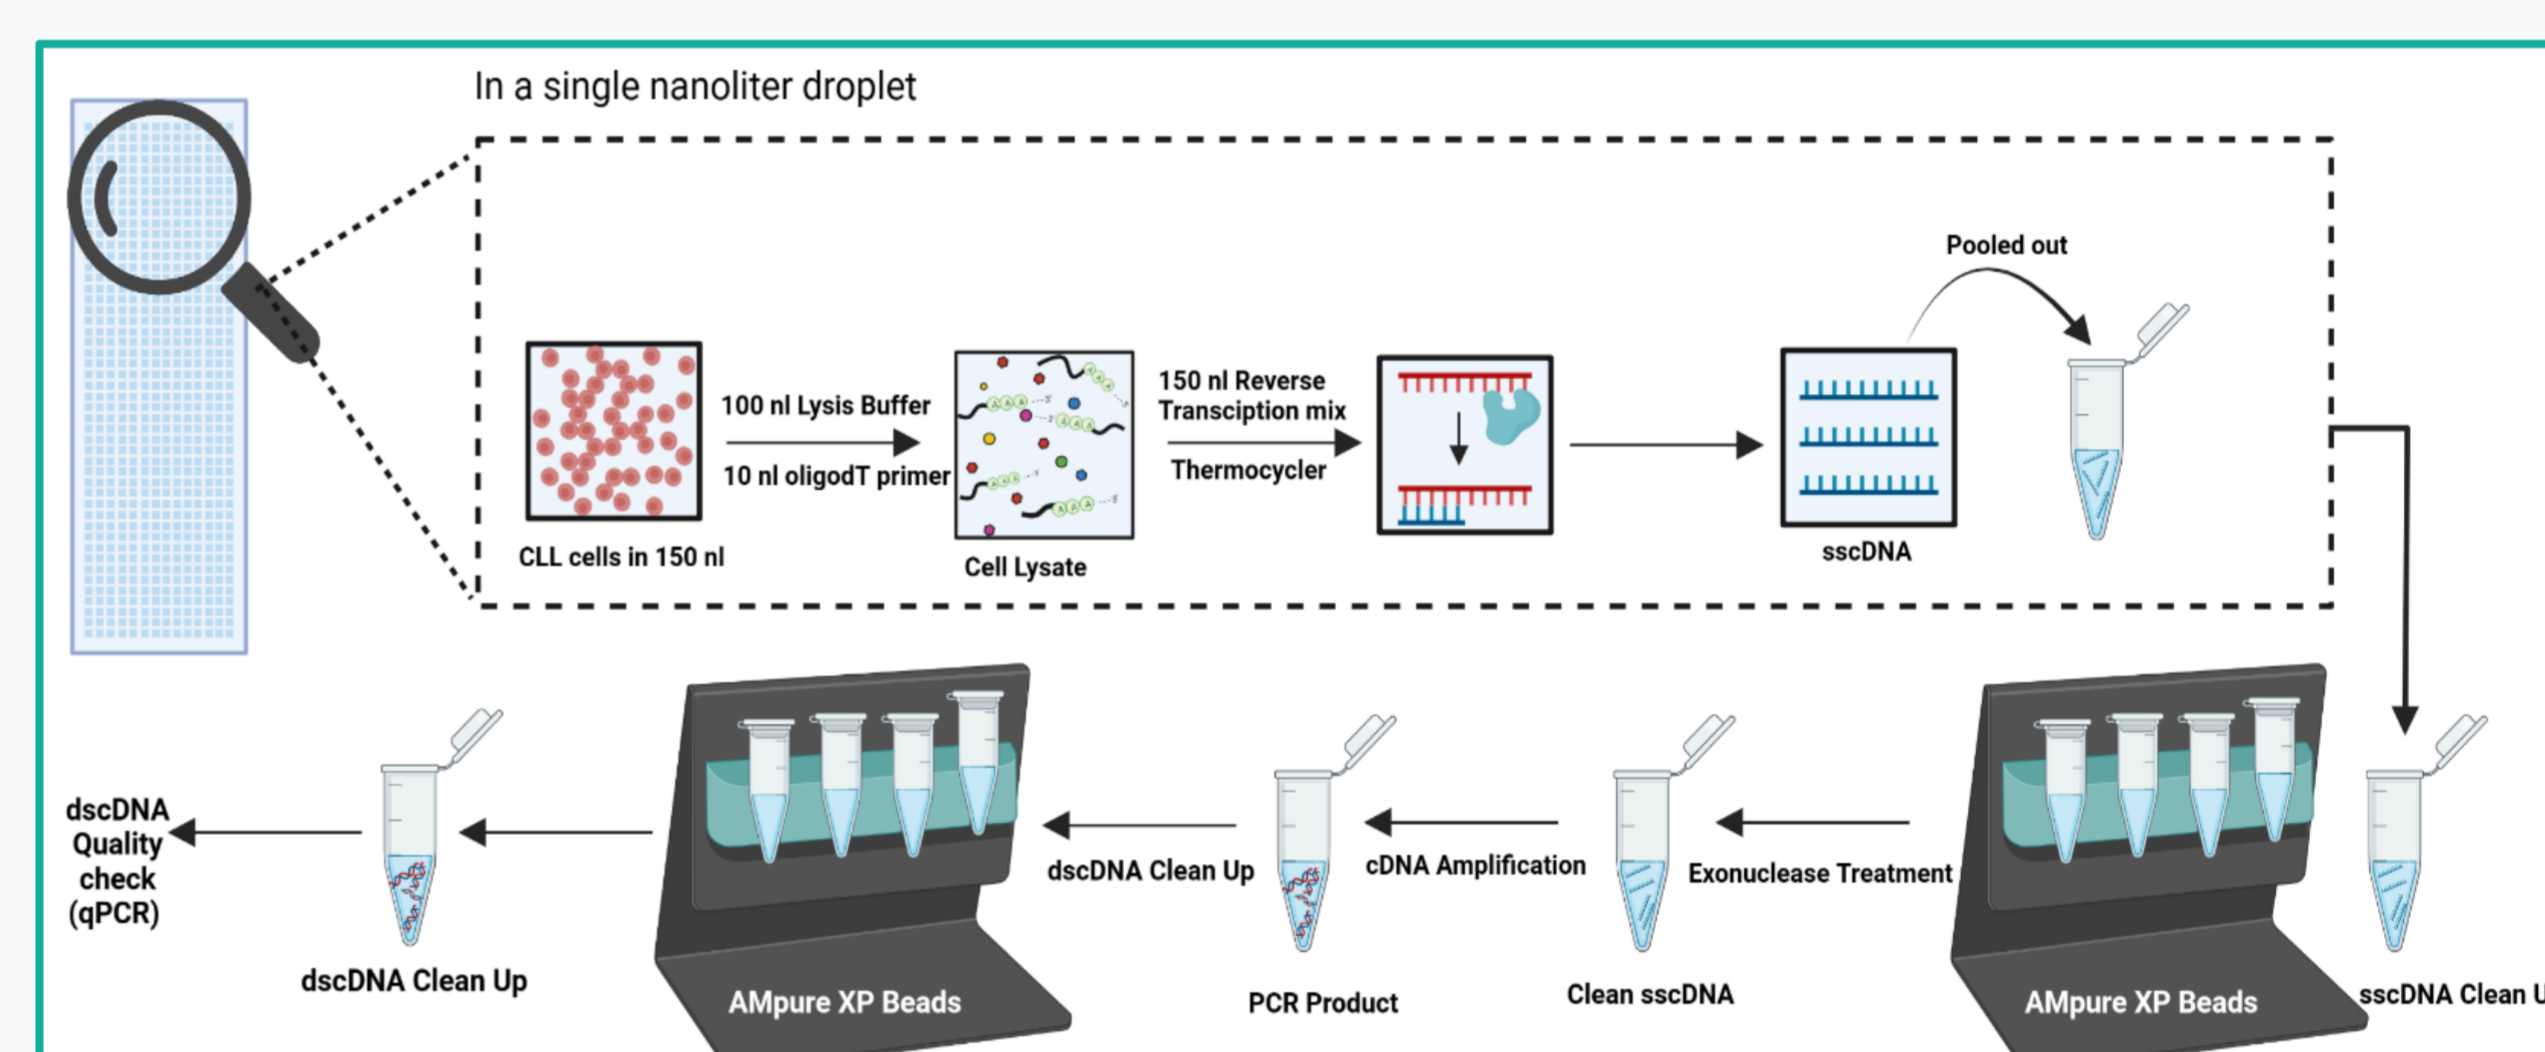 In a single nanoliter droplet
Pooled out
100 nl Lysis Buffer
10 nl oligodT primer
150 nl Reverse
Transciption mix
Thermocycler
CLL cells in 150 nl
Cell Lysate
sscDNA
dscDNA
Quality
check
(qPCR)
dscDNA Clean Up
AMpure XP Beads
dscDNA Clean Up
PCR Product
cDNA Amplification
Clean sscDNA
Exonuclease Treatment
AMpure XP Beads
sscDNA Clean U